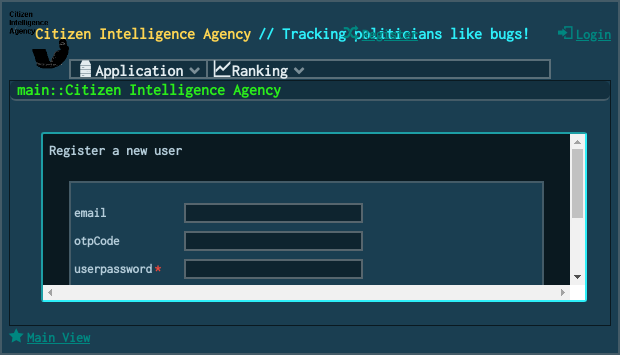 Citizen
Intelligence
Agency
Citizen Intelligence Agency // Tracking politicians like bugs!
Register
Login
Application
Ranking
main::Citizen Intelligence Agency
Register a new user
email
otpCode
userpassword*
Main View